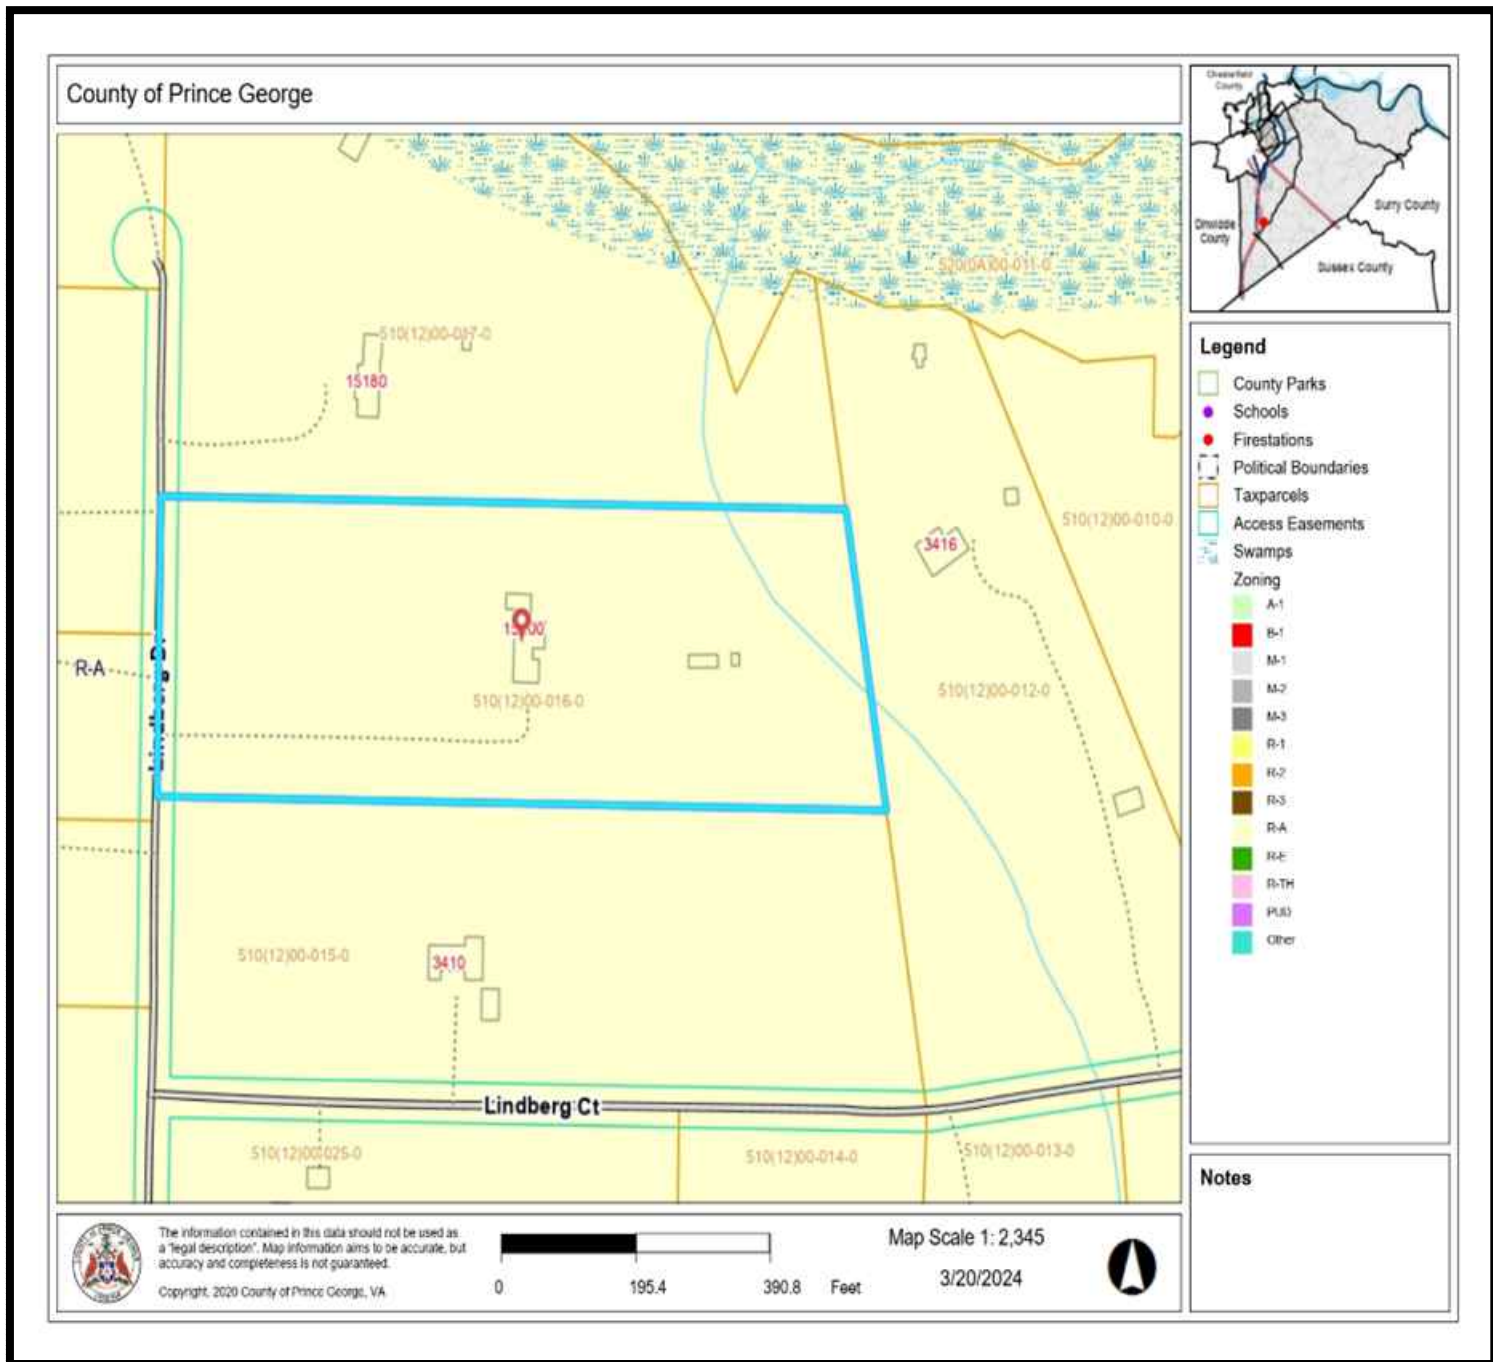 County of Prince George
Chesterfield
County
Surry County
Dinwiddie
County
Sussex County
520(0A)00-011-0
510(12)00-017-0
15180
510(12)00-010-0
3416
R-A
Lindberg Dr
510(12)00-016-0
510(12)00-012-0
510(12)00-015-0
3410
Lindberg Ct
510(12)00-025-0
510(12)00-014-0
510(12)00-013-0
Legend
County Parks
Schools
Firestations
Political Boundaries
Taxparcels
Access Easements
Swamps
Zoning
A-1
B-1
M-1
M-2
M-3
R-1
R-2
R-3
R-A
R-E
R-TH
PUD
Other
Notes
The information contained in this data should not be used as
a "legal description". Map information aims to be accurate, but
accuracy and completeness is not guaranteed.
Copyright, 2020 County of Prince George, VA
0 195.4 390.8 Feet
Map Scale 1: 2,345
3/20/2024